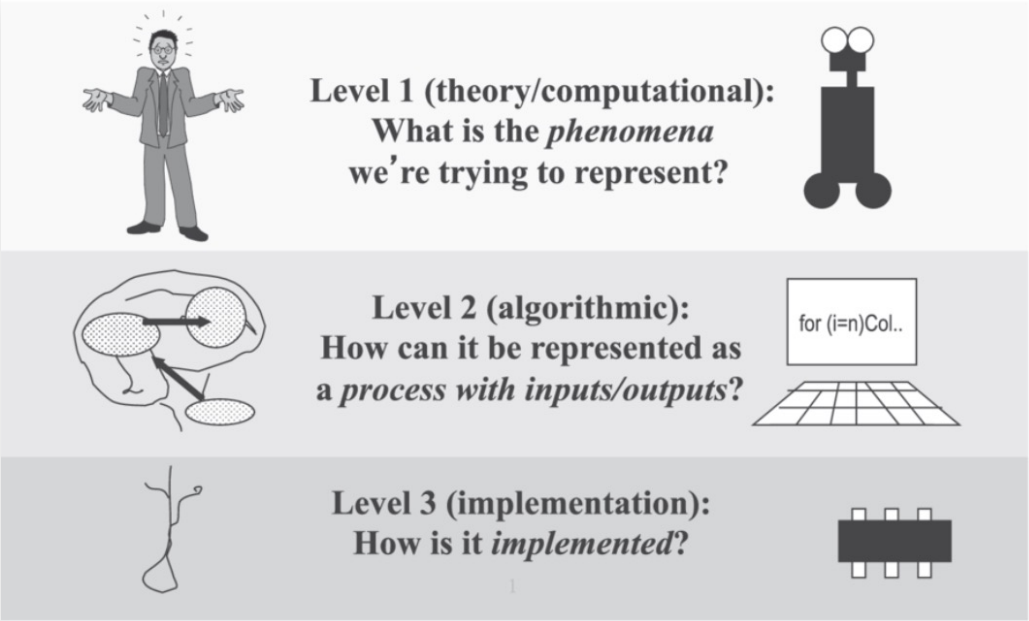 Level 1 (theory/computational):
What is the phenomena
we're trying to represent?
Level 2 (algorithmic):
How can it be represented as
a process with inputs/outputs?
for (i=n)Col..
Level 3 (implementation):
How is it implemented?
1